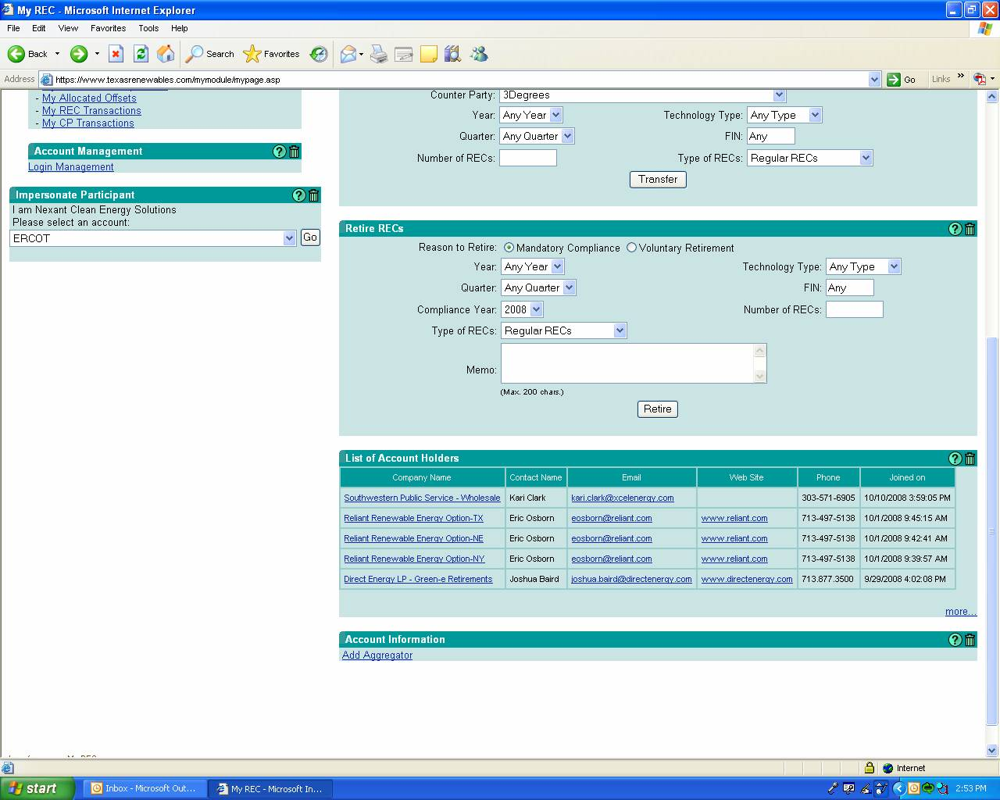 My REC - Microsoft Internet Explorer
File Edit View Favorites Tools Help
Back Search Favorites
Address https://www.texasrenewables.com/mymodule/mypage.asp Go Links »
- My Allocated Offsets
- My REC Transactions
- My CP Transactions
Account Management ?
Login Management
Impersonate Participant ?
I am Nexant Clean Energy Solutions
Please select an account:
ERCOT Go
Counter Party: 3Degrees
Year: Any Year Technology Type: Any Type
Quarter: Any Quarter FIN: Any
Number of RECs: Type of RECs: Regular RECs
Transfer
Retire RECs ?
Reason to Retire: Mandatory Compliance Voluntary Retirement
Year: Any Year Technology Type: Any Type
Quarter: Any Quarter FIN: Any
Compliance Year: 2008 Number of RECs:
Type of RECs: Regular RECs
Memo:
(Max. 200 chars.)
Retire
List of Account Holders ?
Company Name Contact Name Email Web Site Phone Joined on
Southwestern Public Service - Wholesale Kari Clark kari.clark@xcelenergy.com 303-571-6905 10/10/2008 3:59:05 PM
Reliant Renewable Energy Option-TX Eric Osborn eosborn@reliant.com www.reliant.com 713-497-5138 10/1/2008 9:45:15 AM
Reliant Renewable Energy Option-NE Eric Osborn eosborn@reliant.com www.reliant.com 713-497-5138 10/1/2008 9:42:41 AM
Reliant Renewable Energy Option-NY Eric Osborn eosborn@reliant.com www.reliant.com 713-497-5138 10/1/2008 9:39:57 AM
Direct Energy LP - Green-e Retirements Joshua Baird joshua.baird@directenergy.com www.directenergy.com 713.877.3500 9/29/2008 4:02:08 PM
more...
Account Information ?
Add Aggregator
Internet
start Inbox - Microsoft Out... My REC - Microsoft In... 2:53 PM